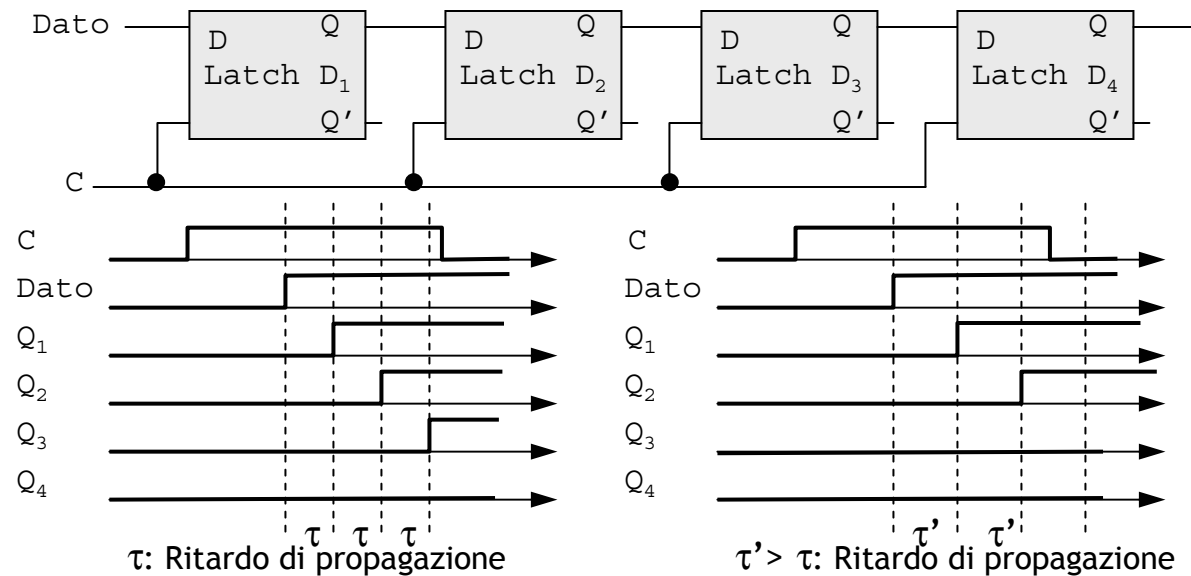 Dato D Q D Q D Q D Q
Latch D₁ Latch D₂ Latch D₃ Latch D₄
Q’ Q’ Q’ Q’
C
C
Dato
Q₁
Q₂
Q₃
Q₄
τ τ τ
τ: Ritardo di propagazione
C
Dato
Q₁
Q₂
Q₃
Q₄
τ’ τ’
τ’> τ: Ritardo di propagazione